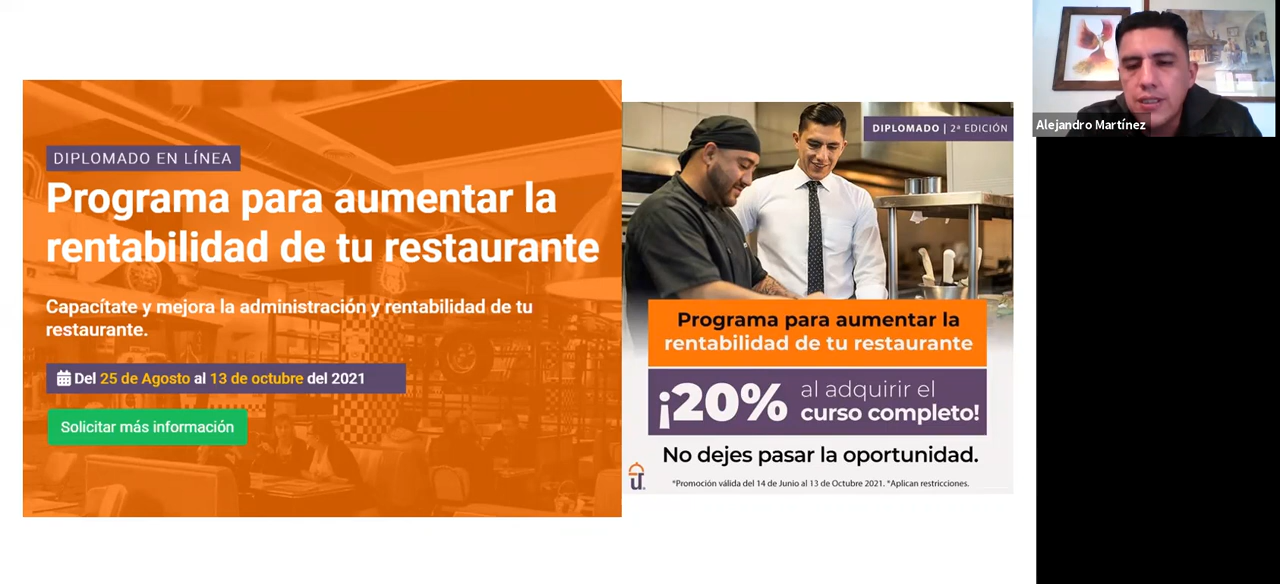 DIPLOMADO EN LÍNEA
Programa para aumentar la
rentabilidad de tu restaurante
Capacítate y mejora la administración y rentabilidad de tu
restaurante.
Del 25 de Agosto al 13 de octubre del 2021
Solicitar más información
DIPLOMADO | 2ª EDICIÓN
Programa para aumentar la
rentabilidad de tu restaurante
¡20% al adquirir el
curso completo!
No dejes pasar la oportunidad.
*Promoción válida del 14 de Junio al 13 de Octubre 2021. *Aplican restricciones.
Alejandro Martínez